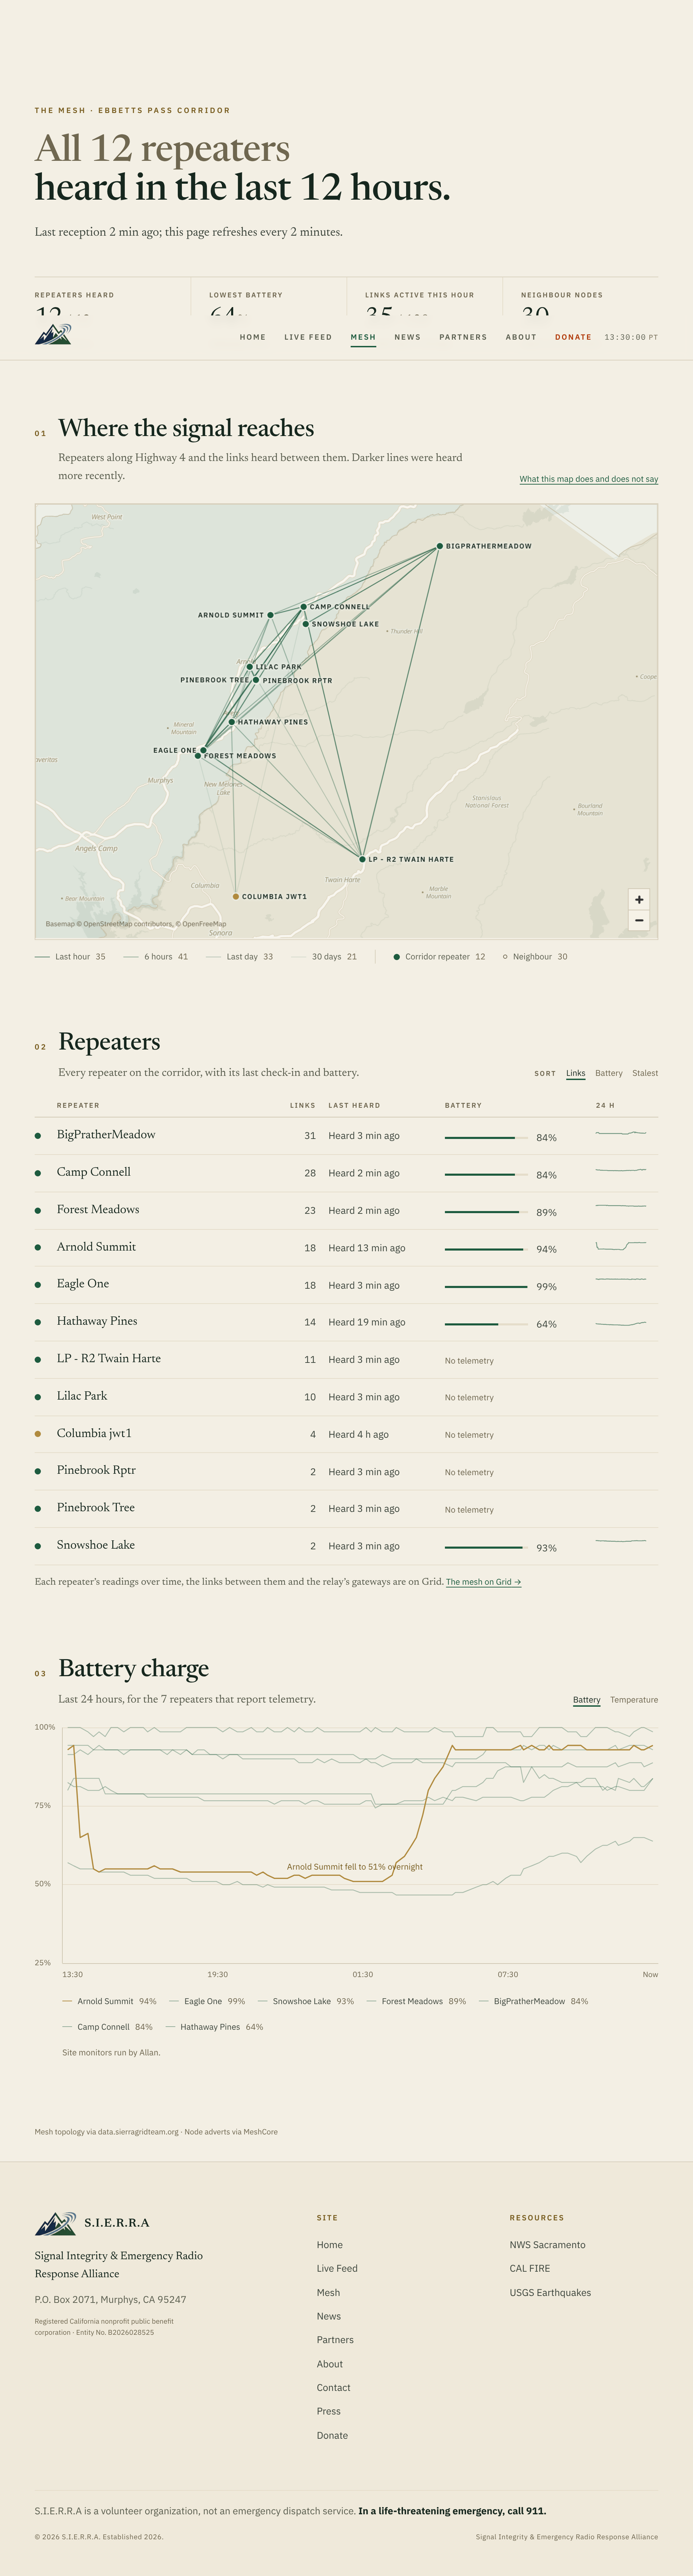 THE MESH · EBBETTS PASS CORRIDOR
All 12 repeaters
heard in the last 12 hours.
Last reception 2 min ago; this page refreshes every 2 minutes.
REPEATERS HEARD
LOWEST BATTERY
LINKS ACTIVE THIS HOUR
NEIGHBOUR NODES
12
64
35
30
HOME LIVE FEED MESH NEWS PARTNERS ABOUT DONATE 13:30:00 PT
01 Where the signal reaches
Repeaters along Highway 4 and the links heard between them. Darker lines were heard
more recently.
What this map does and does not say
West Point
BIGPRATHERMEADOW
CAMP CONNELL
ARNOLD SUMMIT
SNOWSHOE LAKE
Thunder Hill
LILAC PARK
Coope
PINEBROOK TREE
PINEBROOK RPTR
HATHAWAY PINES
Mineral
Mountain
EAGLE ONE
FOREST MEADOWS
averitas
Murphys
New Melones
Lake
Stanislaus
National Forest
Bourland
Mountain
Angels Camp
LP - R2 TWAIN HARTE
Twain Harte
Columbia
Marble
Mountain
Bear Mountain
COLUMBIA JWT1
Basemap © OpenStreetMap contributors, © OpenFreeMap
Sonora
+
−
Last hour 35 6 hours 41 Last day 33 30 days 21 Corridor repeater 12 Neighbour 30
02 Repeaters
Every repeater on the corridor, with its last check-in and battery.
SORT Links Battery Stalest
REPEATER LINKS LAST HEARD BATTERY 24 H
BigPratherMeadow 31 Heard 3 min ago 84%
Camp Connell 28 Heard 2 min ago 84%
Forest Meadows 23 Heard 2 min ago 89%
Arnold Summit 18 Heard 13 min ago 94%
Eagle One 18 Heard 3 min ago 99%
Hathaway Pines 14 Heard 19 min ago 64%
LP - R2 Twain Harte 11 Heard 3 min ago No telemetry
Lilac Park 10 Heard 3 min ago No telemetry
Columbia jwt1 4 Heard 4 h ago No telemetry
Pinebrook Rptr 2 Heard 3 min ago No telemetry
Pinebrook Tree 2 Heard 3 min ago No telemetry
Snowshoe Lake 2 Heard 3 min ago 93%
Each repeater’s readings over time, the links between them and the relay’s gateways are on Grid. The mesh on Grid →
03 Battery charge
Last 24 hours, for the 7 repeaters that report telemetry.
Battery Temperature
100%
75%
Arnold Summit fell to 51% overnight
50%
25%
13:30 19:30 01:30 07:30 Now
Arnold Summit 94% Eagle One 99% Snowshoe Lake 93% Forest Meadows 89% BigPratherMeadow 84%
Camp Connell 84% Hathaway Pines 64%
Site monitors run by Allan.
Mesh topology via data.sierragridteam.org · Node adverts via MeshCore
S.I.E.R.R.A
Signal Integrity & Emergency Radio
Response Alliance
P.O. Box 2071, Murphys, CA 95247
Registered California nonprofit public benefit
corporation · Entity No. B2026028525
SITE
Home
Live Feed
Mesh
News
Partners
About
Contact
Press
Donate
RESOURCES
NWS Sacramento
CAL FIRE
USGS Earthquakes
S.I.E.R.R.A is a volunteer organization, not an emergency dispatch service. In a life-threatening emergency, call 911.
© 2026 S.I.E.R.R.A. Established 2026.
Signal Integrity & Emergency Radio Response Alliance